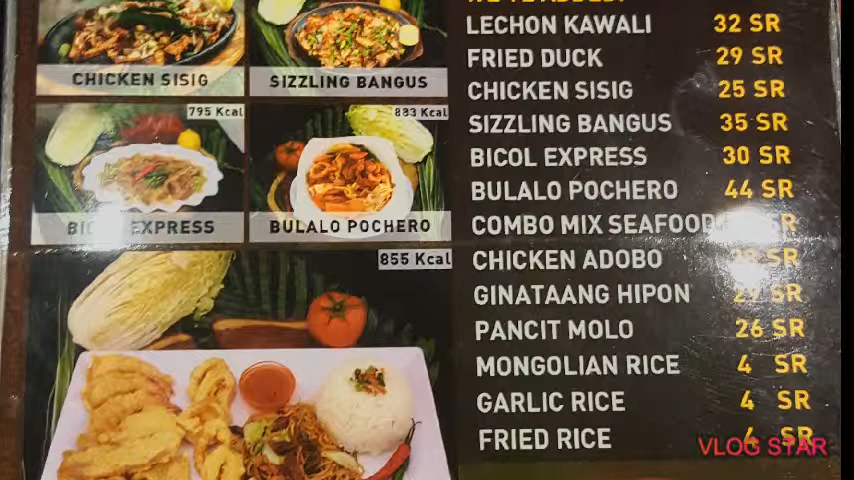 CHICKEN SISIG
SIZZLING BANGUS
795 Kcal
883 Kcal
EXPRESS
BULALO POCHERO
855 Kcal
LECHON KAWALI 32 SR
FRIED DUCK 29 SR
CHICKEN SISIG 25 SR
SIZZLING BANGUS 35 SR
BICOL EXPRESS 30 SR
BULALO POCHERO 44 SR
COMBO MIX SEAFOOD SR
CHICKEN ADOBO SR
GINATAANG HIPON SR
PANCIT MOLO 26 SR
MONGOLIAN RICE 4 SR
GARLIC RICE 4 SR
FRIED RICE 4 SR
VLOG STAR